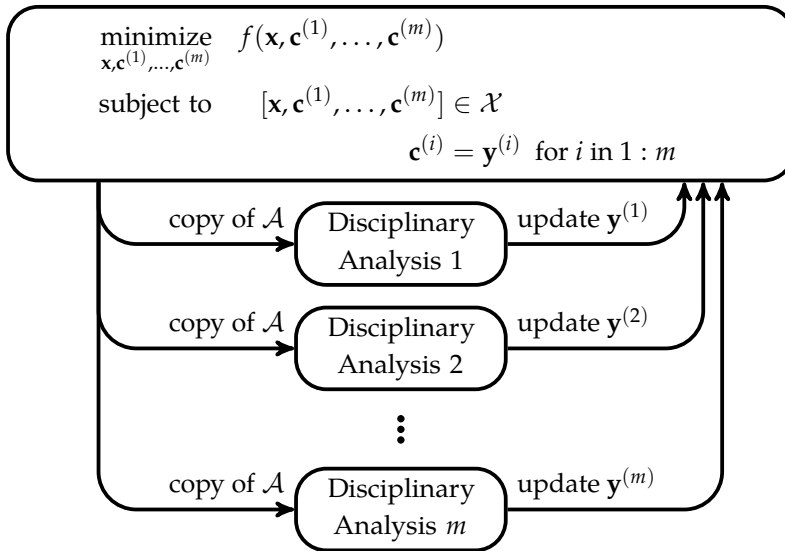 minimize f(𝐱, 𝐜⁽¹⁾, . . . , 𝐜⁽ᵐ⁾)
𝐱,𝐜⁽¹⁾,...,𝐜⁽ᵐ⁾
subject to [𝐱, 𝐜⁽¹⁾, . . . , 𝐜⁽ᵐ⁾] ∈ 𝒳
𝐜⁽ⁱ⁾ = 𝐲⁽ⁱ⁾ for i in 1 : m
copy of 𝒜
Disciplinary
Analysis 1
update 𝐲⁽¹⁾
copy of 𝒜
Disciplinary
Analysis 2
update 𝐲⁽²⁾
copy of 𝒜
Disciplinary
Analysis m
update 𝐲⁽ᵐ⁾